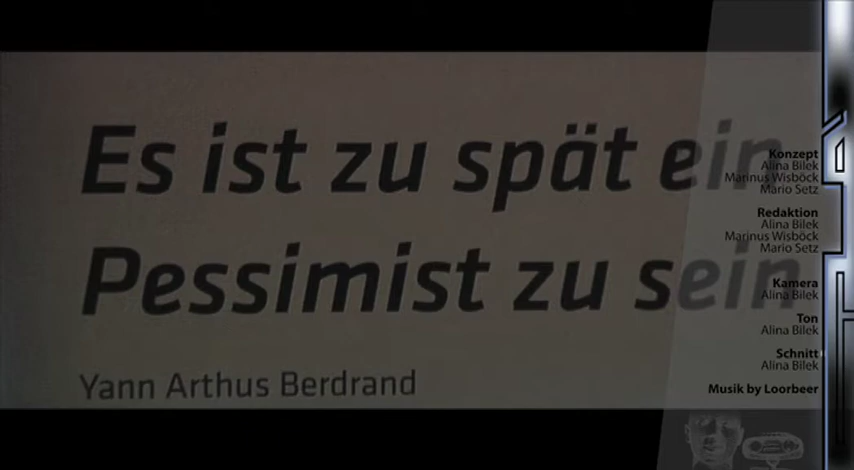 Es ist zu spät ein
Pessimist zu sein
Yann Arthus Berdrand
Konzept
Alina Bilek
Marinus Wisböck
Mario Setz
Redaktion
Alina Bilek
Marinus Wisböck
Mario Setz
Kamera
Alina Bilek
Ton
Alina Bilek
Schnitt
Alina Bilek
Musik by Loorbeer